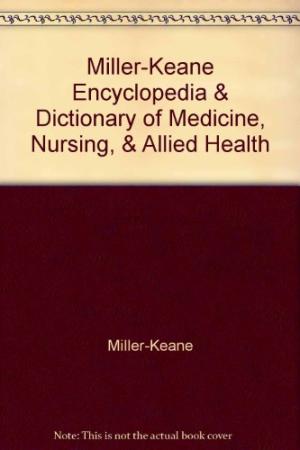 Miller-Keane
Encyclopedia &
Dictionary of Medicine,
Nursing, & Allied Health
Miller-Keane
Note: This is not the actual book cover